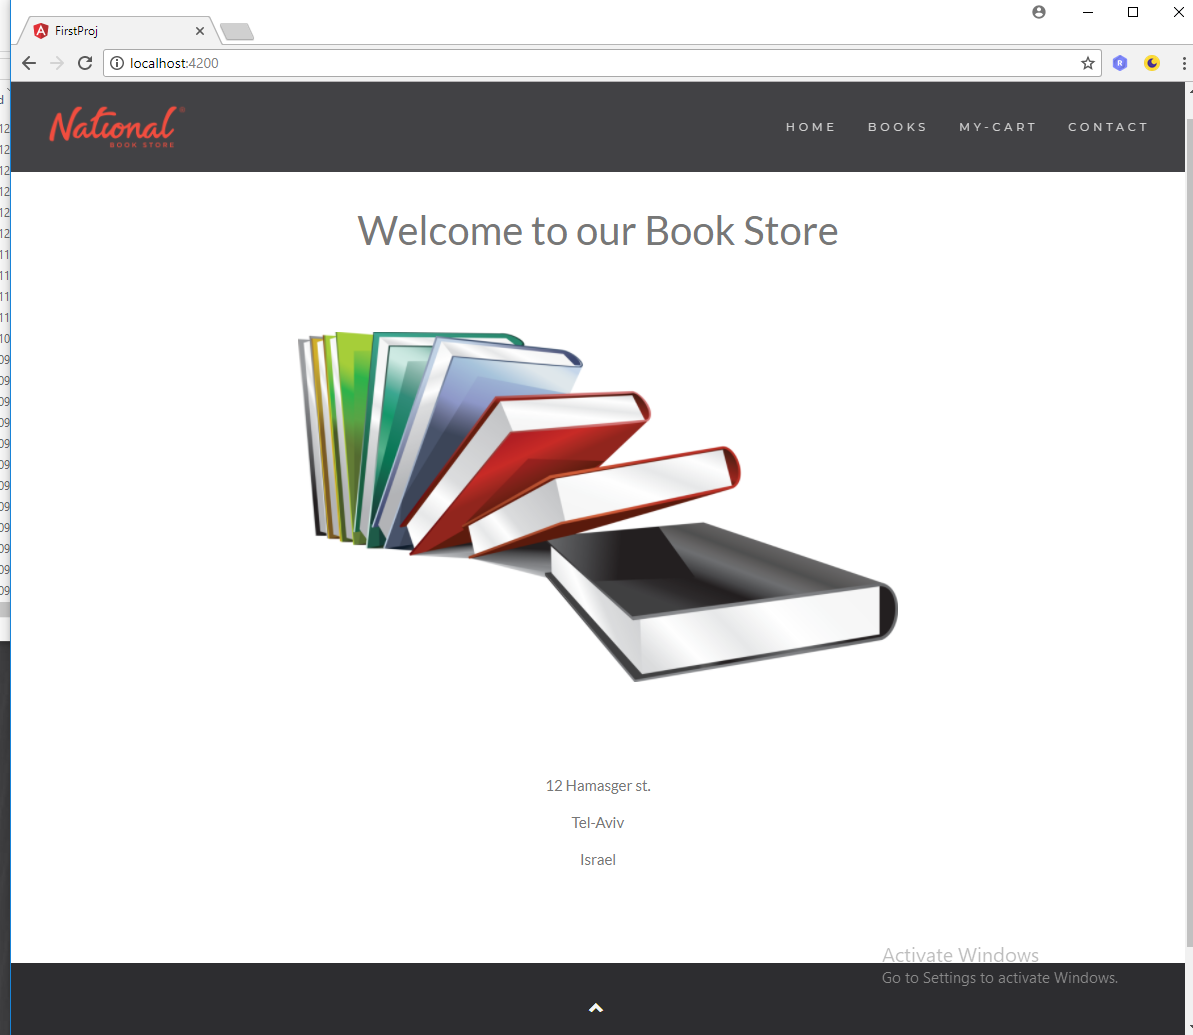 FirstProj
localhost:4200
National®
BOOK STORE
HOME BOOKS MY-CART CONTACT
Welcome to our Book Store
12 Hamasger st.
Tel-Aviv
Israel
Activate Windows
Go to Settings to activate Windows.